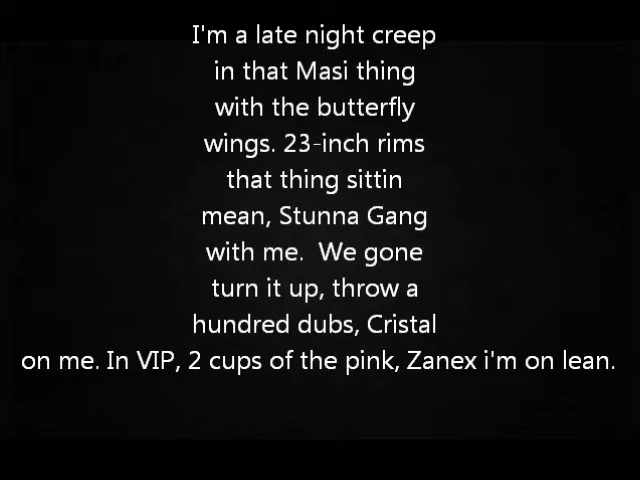 I'm a late night creep
in that Masi thing
with the butterfly
wings. 23-inch rims
that thing sittin
mean, Stunna Gang
with me.  We gone
turn it up, throw a
hundred dubs, Cristal
on me. In VIP, 2 cups of the pink, Zanex i'm on lean.